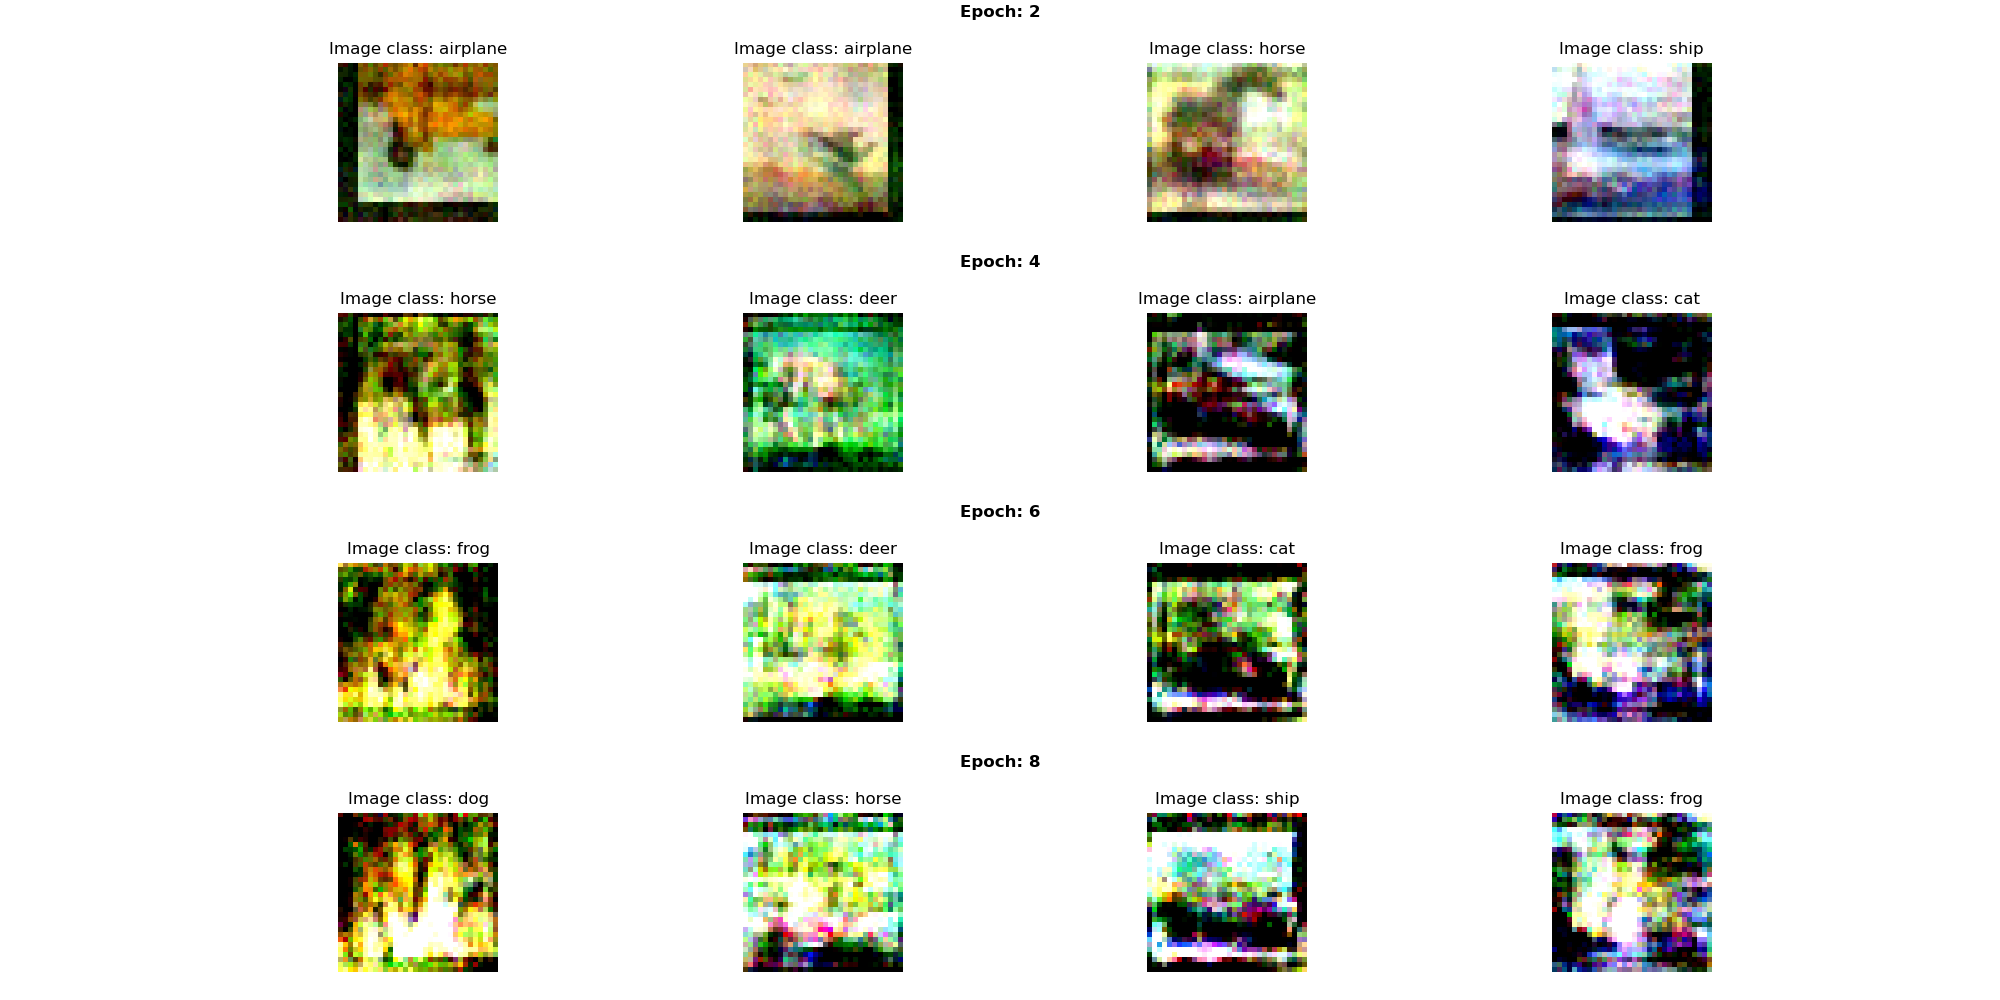 Epoch: 2
Image class: airplane
Image class: airplane
Image class: horse
Image class: ship
Epoch: 4
Image class: horse
Image class: deer
Image class: airplane
Image class: cat
Epoch: 6
Image class: frog
Image class: deer
Image class: cat
Image class: frog
Epoch: 8
Image class: dog
Image class: horse
Image class: ship
Image class: frog